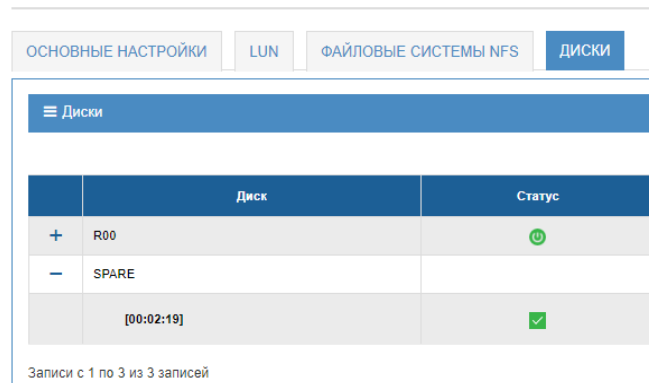 ОСНОВНЫЕ НАСТРОЙКИ LUN ФАЙЛОВЫЕ СИСТЕМЫ NFS ДИСКИ
Диски
Диск Статус
R00
SPARE
[00:02:19]
Записи с 1 по 3 из 3 записей